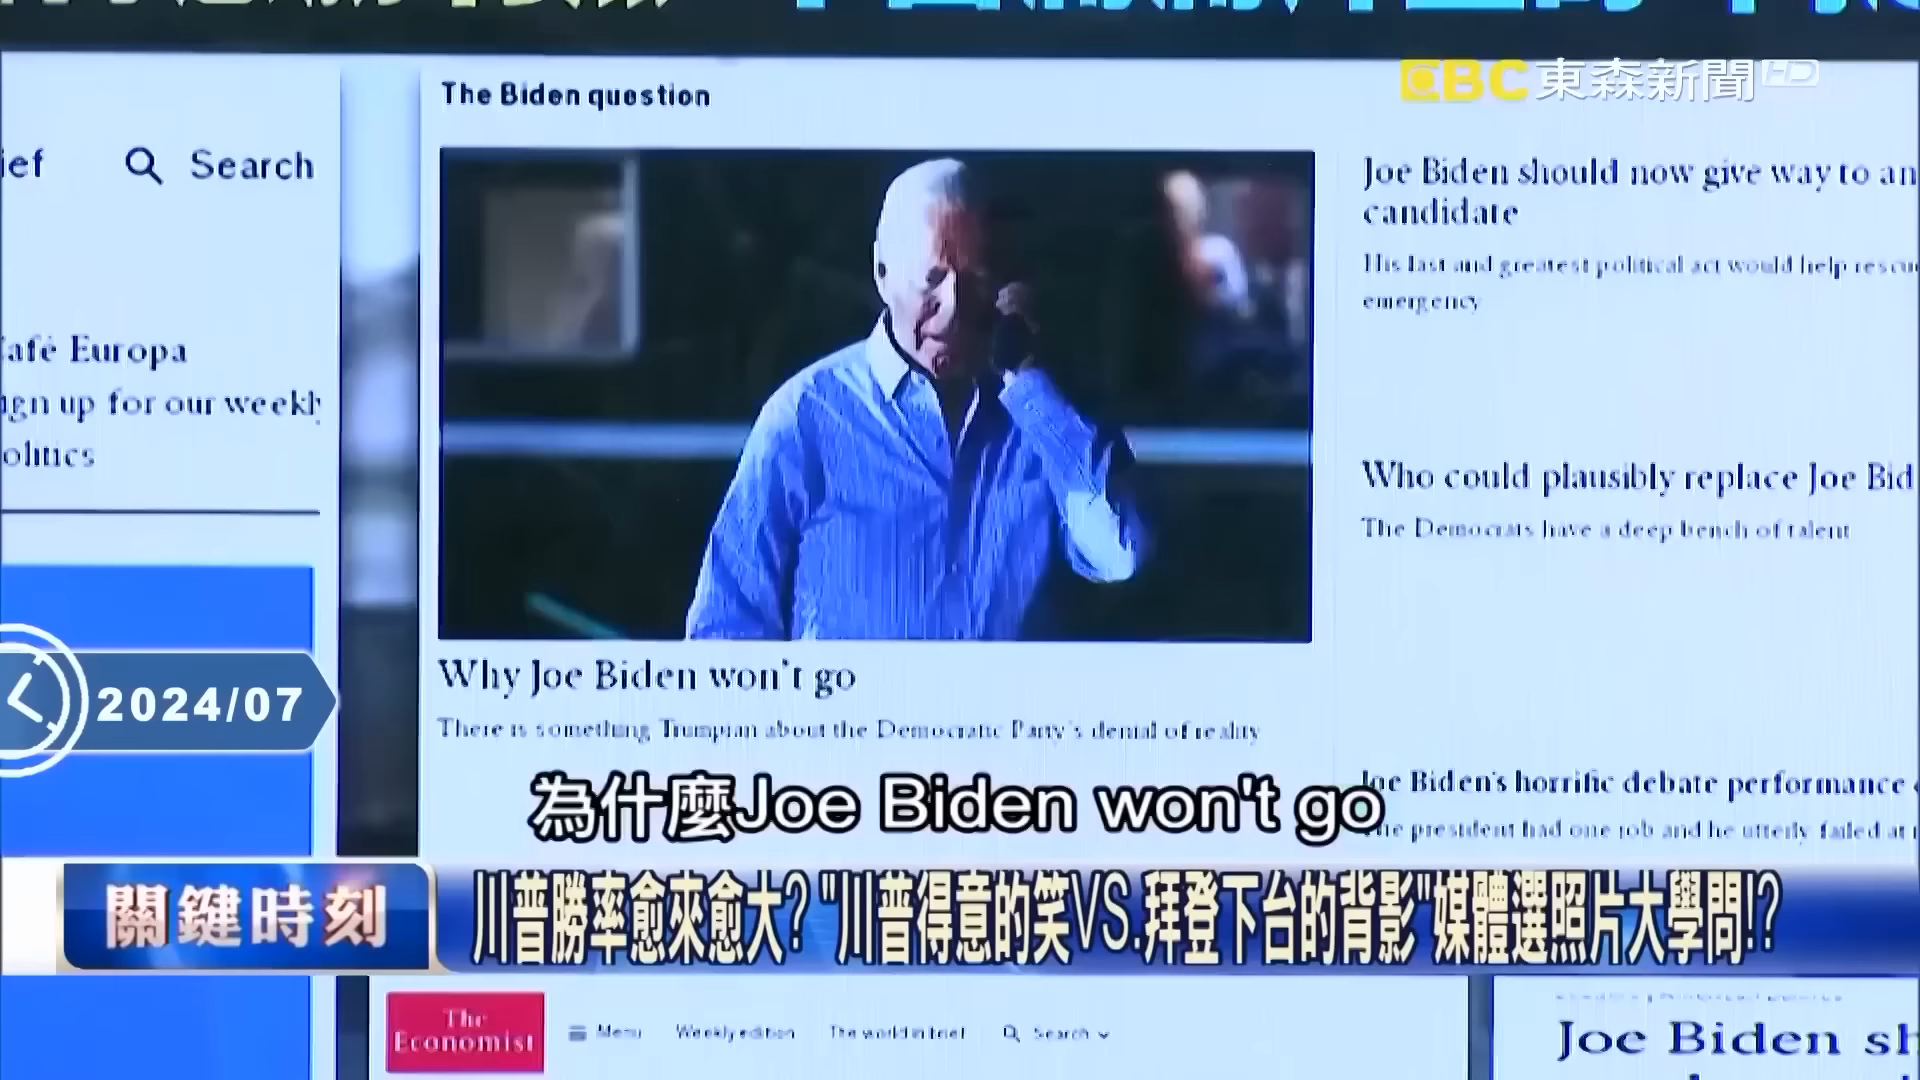 EBC 東森新聞 HD
The Biden question
ief
Search
Joe Biden should now give way to an
candidate
His last and greatest political act would help rescu
emergency
afé Europa
ign up for our weekly
olitics
Who could plausibly replace Joe Bid
The Democrats have a deep bench of talent
2024/07
Why Joe Biden won't go
There is something Trumpian about the Democratic Party's denial of reality
Joe Biden's horrific debate performance
The president had one job and he utterly failed at
為什麼Joe Biden won't go
關鍵時刻
川普勝率愈來愈大? "川普得意的笑VS.拜登下台的背影"媒體選照片大學問!?
The
Economist
Menu
Weekly edition
The world in brief
Search
Joe Biden sh